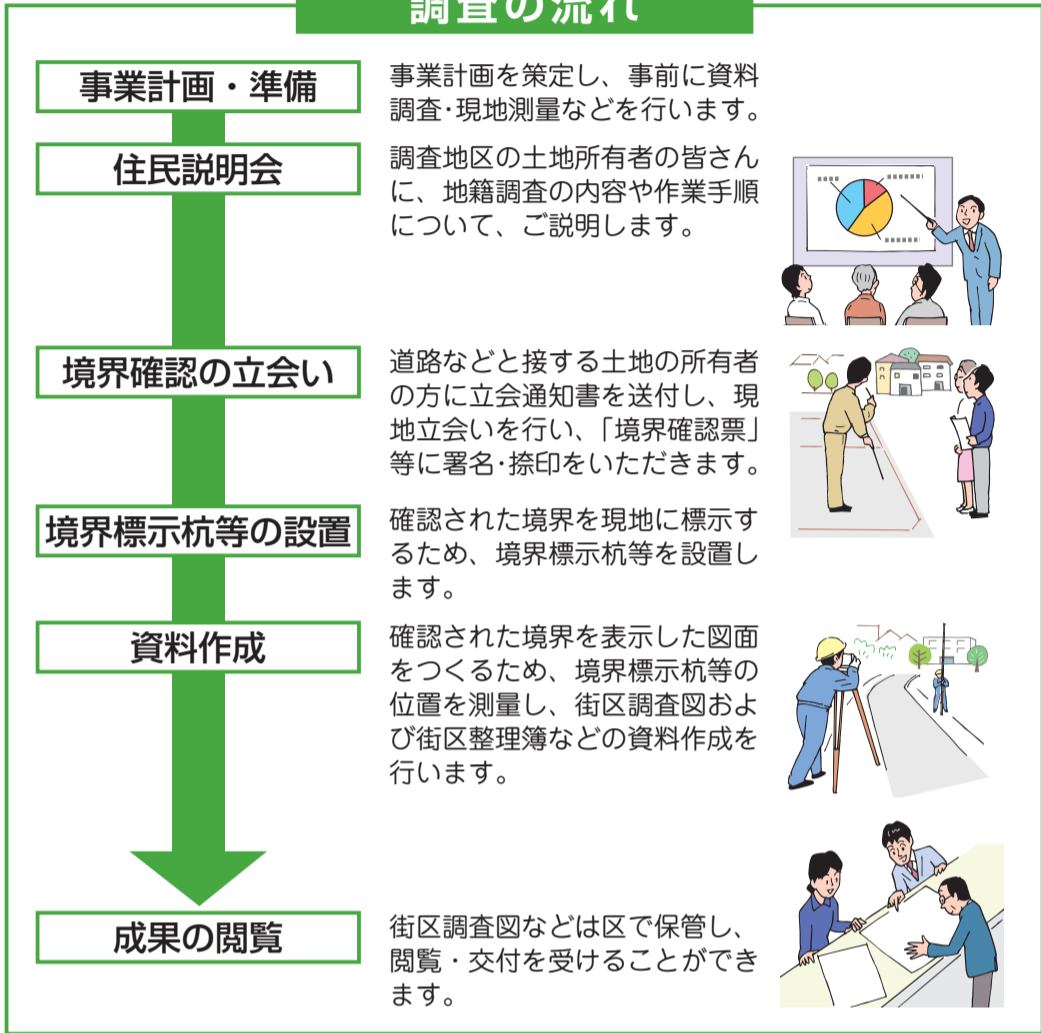 調査の流れ
事業計画・準備
事業計画を策定し、事前に資料
調査・現地測量などを行います。
住民説明会
調査地区の土地所有者の皆さん
に、地籍調査の内容や作業手順
について、ご説明します。
境界確認の立会い
道路などと接する土地の所有者
の方に立会通知書を送付し、現
地立会いを行い、「境界確認票」
等に署名・捺印をいただきます。
境界標示杭等の設置
確認された境界を現地に標示す
るため、境界標示杭等を設置し
ます。
資料作成
確認された境界を表示した図面
をつくるため、境界標示杭等の
位置を測量し、街区調査図およ
び街区整理簿などの資料作成を
行います。
成果の閲覧
街区調査図などは区で保管し、
閲覧・交付を受けることができ
ます。